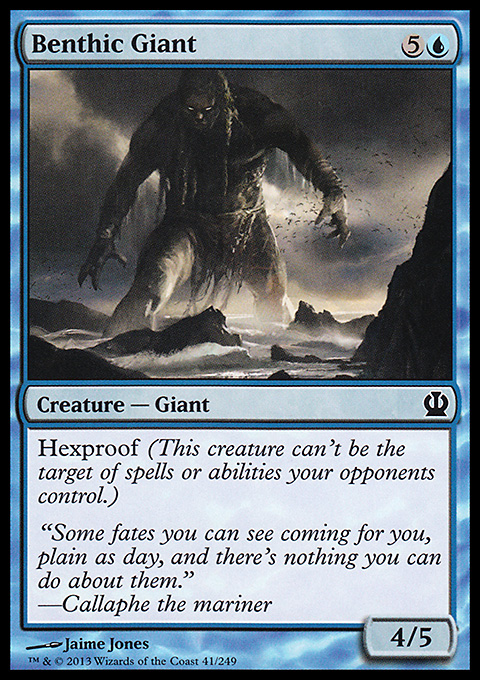 Benthic Giant 5
Creature — Giant
Hexproof (This creature can't be the
target of spells or abilities your opponents
control.)
“Some fates you can see coming for you,
plain as day, and there's nothing you can
do about them.”
—Callaphe the mariner
4/5
Jaime Jones
™ & © 2013 Wizards of the Coast 41/249